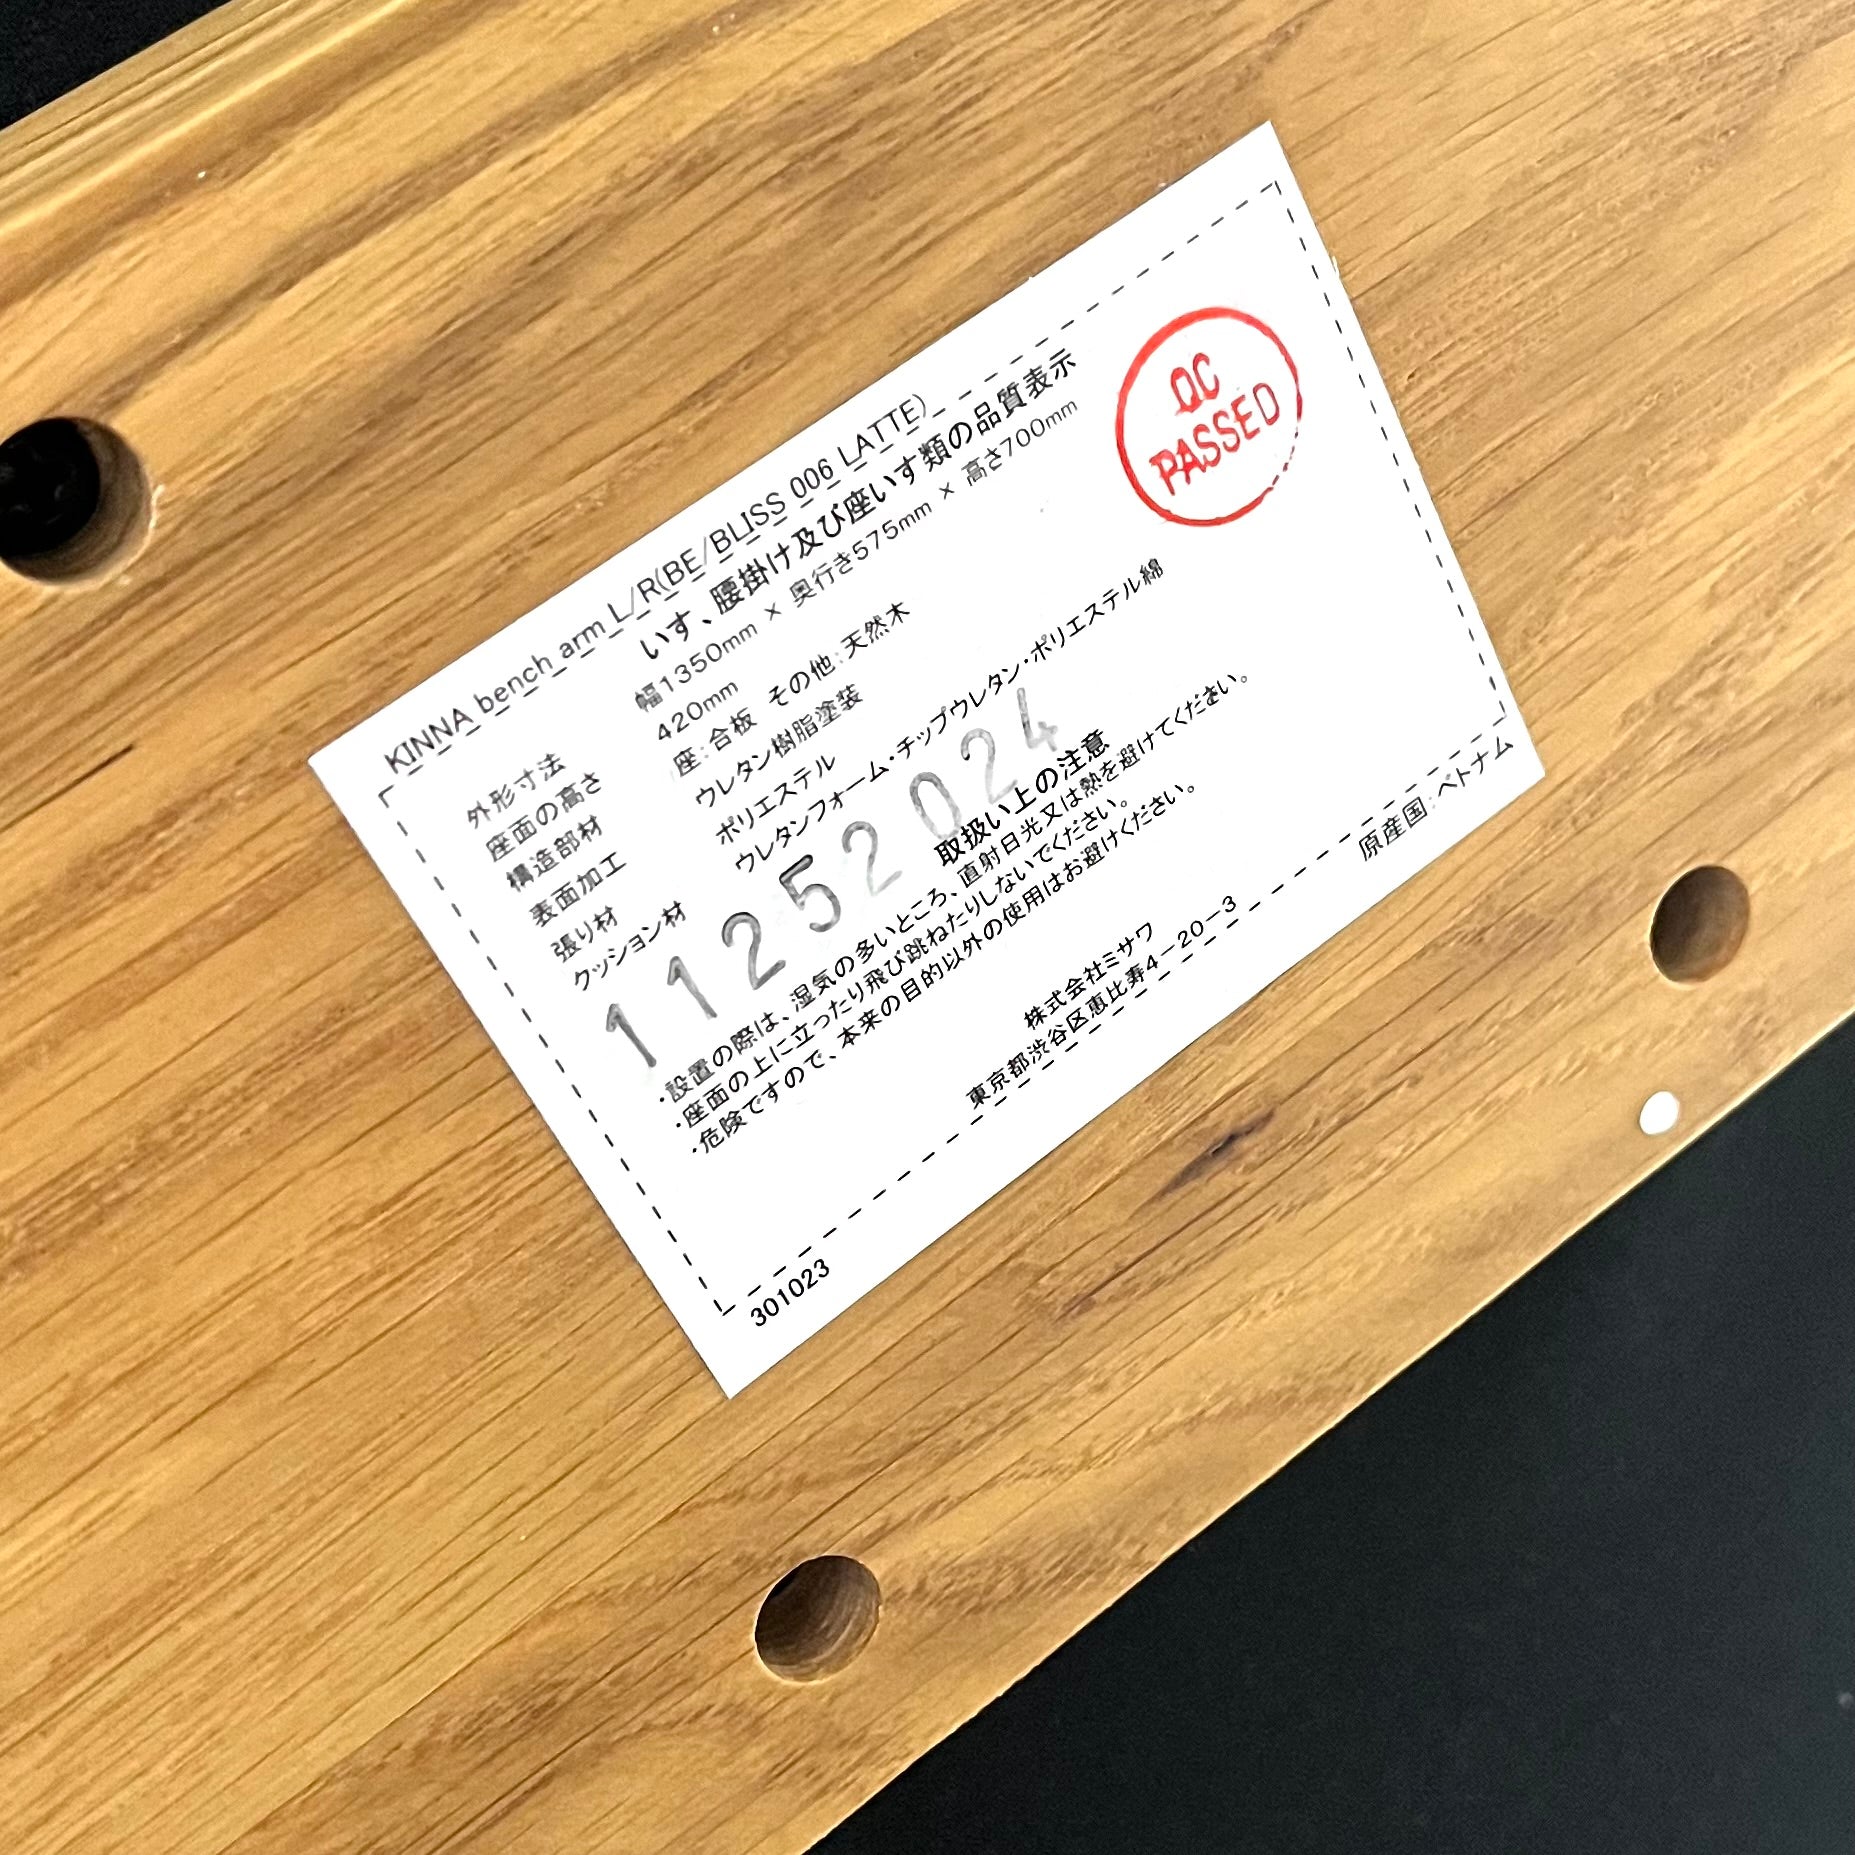 KINNA bench arm L/R(BE/BLISS 006 LATTE)
いす、腰掛け及び座いす類の品質表示
外形寸法 幅1350mm × 奥行き575mm × 高さ700mm
座面の高さ 420mm
構造部材 座:合板 その他:天然木
表面加工 ウレタン樹脂塗装
張り材 ポリエステル
クッション材 ウレタンフォーム・チップウレタン・ポリエステル綿
QC
PASSED
11252024
取扱い上の注意
・設置の際は、湿気の多いところ、直射日光又は熱を避けてください。
・座面の上に立ったり飛び跳ねたりしないでください。
・危険ですので、本来の目的以外の使用はお避けください。
株式会社ミサワ
東京都渋谷区恵比寿4-20-3
原産国:ベトナム
301023